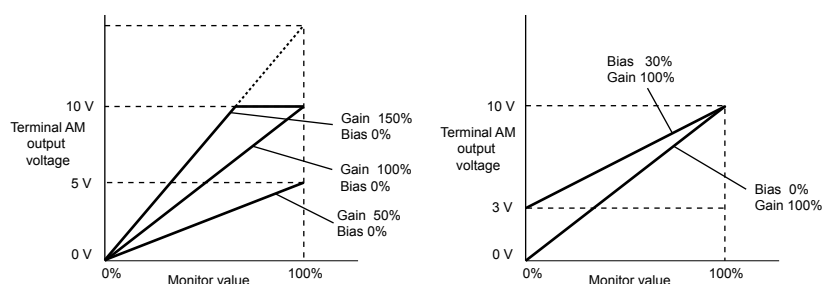 10 V
Terminal AM
output
voltage
5 V
0 V
0%
100%
Monitor value
Gain 150%
Bias 0%
Gain 100%
Bias 0%
Gain 50%
Bias 0%
Bias 30%
Gain 100%
10 V
Terminal AM
output
voltage
3 V
0 V
0%
100%
Monitor value
Bias 0%
Gain 100%